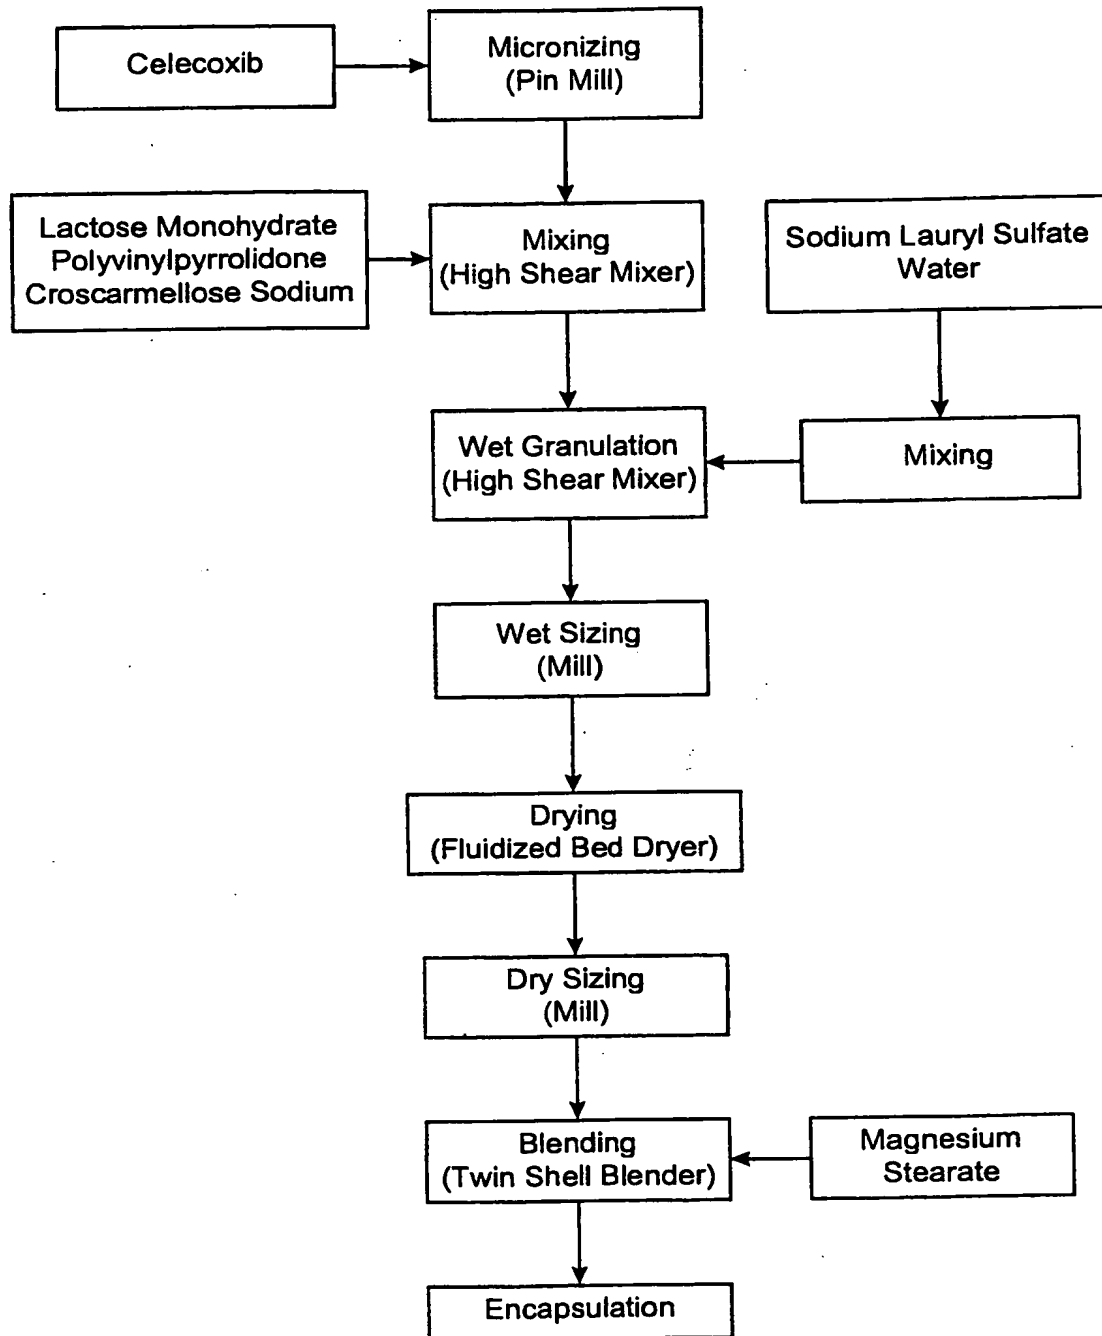 Celecoxib
Micronizing
(Pin Mill)
Lactose Monohydrate
Polyvinylpyrrolidone
Croscarmellose Sodium
Mixing
(High Shear Mixer)
Sodium Lauryl Sulfate
Water
Wet Granulation
(High Shear Mixer)
Mixing
Wet Sizing
(Mill)
Drying
(Fluidized Bed Dryer)
Dry Sizing
(Mill)
Blending
(Twin Shell Blender)
Magnesium
Stearate
Encapsulation